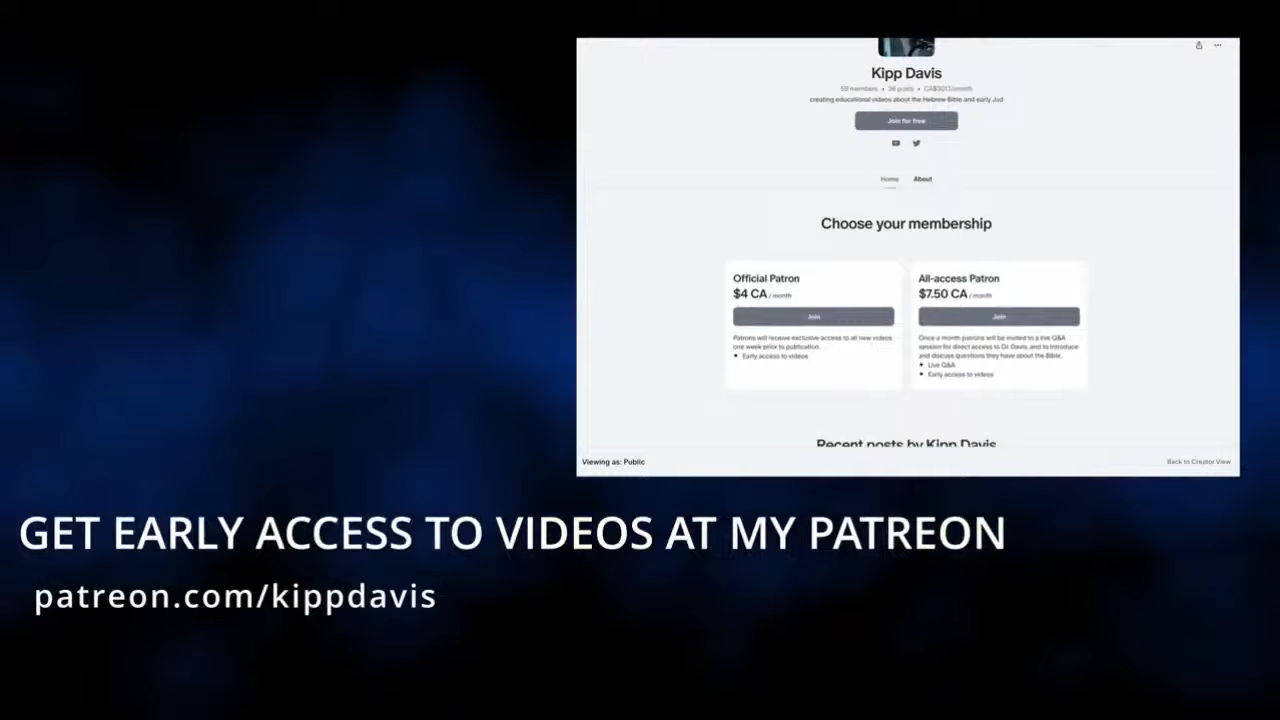 Kipp Davis
59 members • 36 posts • /month
creating educational videos about the Hebrew Bible and early Jud
Join for free
Home About
Choose your membership
Official Patron
$4 CA / month
Join
Patrons will receive exclusive access to all new videos
one week prior to publication.
• Early access to videos
All-access Patron
$7.50 CA / month
Join
Once a month patrons will be invited to a live Q&A
session for direct access to Dr. Davis, and to introduce
and discuss questions they have about the Bible.
• Live Q&A
• Early access to videos
Recent posts by Kipp Davis
Viewing as: Public
Back to Creator View
GET EARLY ACCESS TO VIDEOS AT MY PATREON
patreon.com/kippdavis